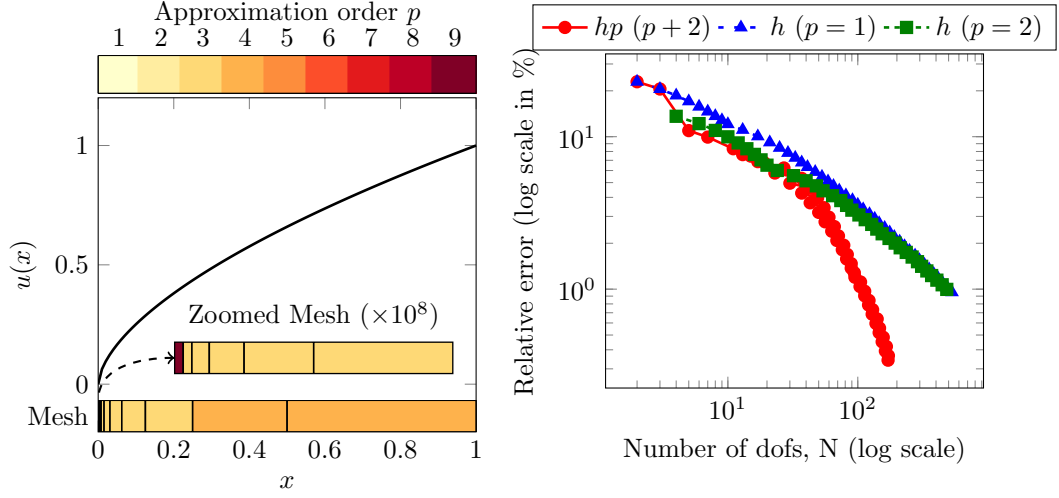 Approximation order p
1 2 3 4 5 6 7 8 9
1
0.5
0
u(x)
Zoomed Mesh (×10⁸)
Mesh
0 0.2 0.4 0.6 0.8 1
x
hp (p + 2) h (p = 1) h (p = 2)
Relative error (log scale in %)
10¹
10⁰
10¹ 10²
Number of dofs, N (log scale)